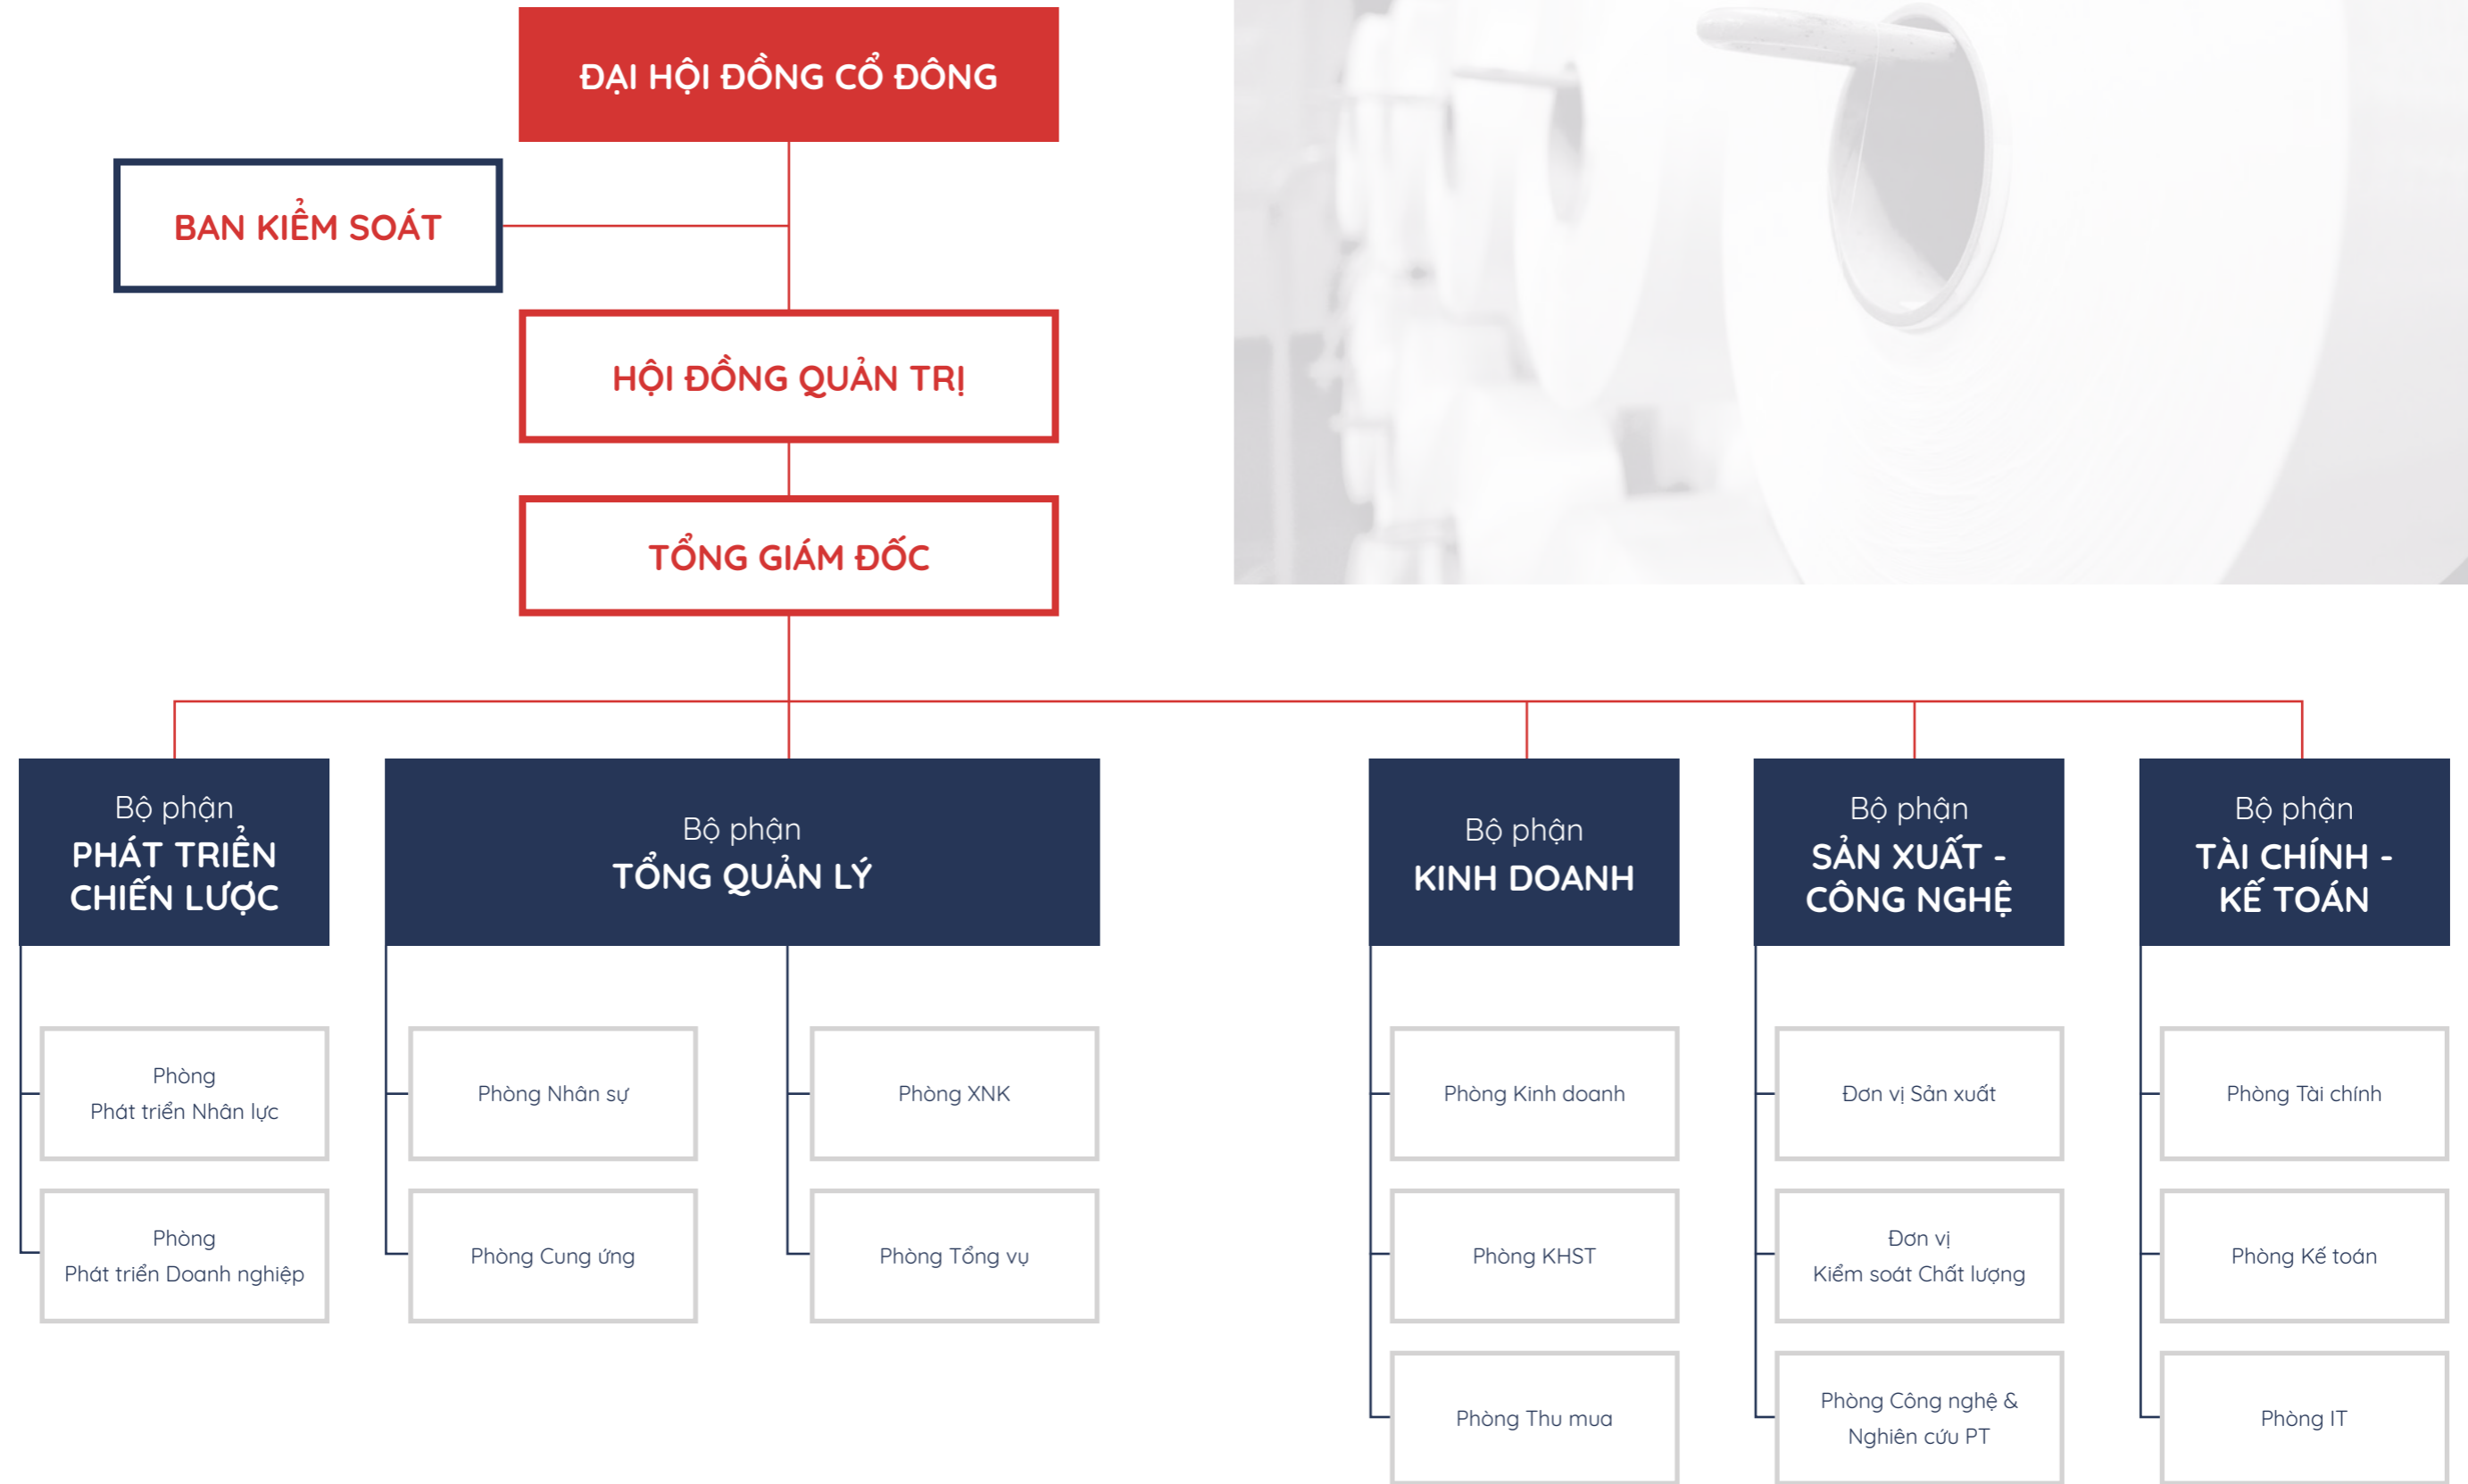 ĐẠI HỘI ĐỒNG CỔ ĐÔNG
BAN KIỂM SOÁT
HỘI ĐỒNG QUẢN TRỊ
TỔNG GIÁM ĐỐC
Bộ phận
PHÁT TRIỂN
CHIẾN LƯỢC
Bộ phận
TỔNG QUẢN LÝ
Bộ phận
KINH DOANH
Bộ phận
SẢN XUẤT -
CÔNG NGHỆ
Bộ phận
TÀI CHÍNH -
KẾ TOÁN
Phòng
Phát triển Nhân lực
Phòng
Phát triển Doanh nghiệp
Phòng Nhân sự
Phòng Cung ứng
Phòng XNK
Phòng Tổng vụ
Phòng Kinh doanh
Phòng KHST
Phòng Thu mua
Đơn vị Sản xuất
Đơn vị
Kiểm soát Chất lượng
Phòng Công nghệ &
Nghiên cứu PT
Phòng Tài chính
Phòng Kế toán
Phòng IT